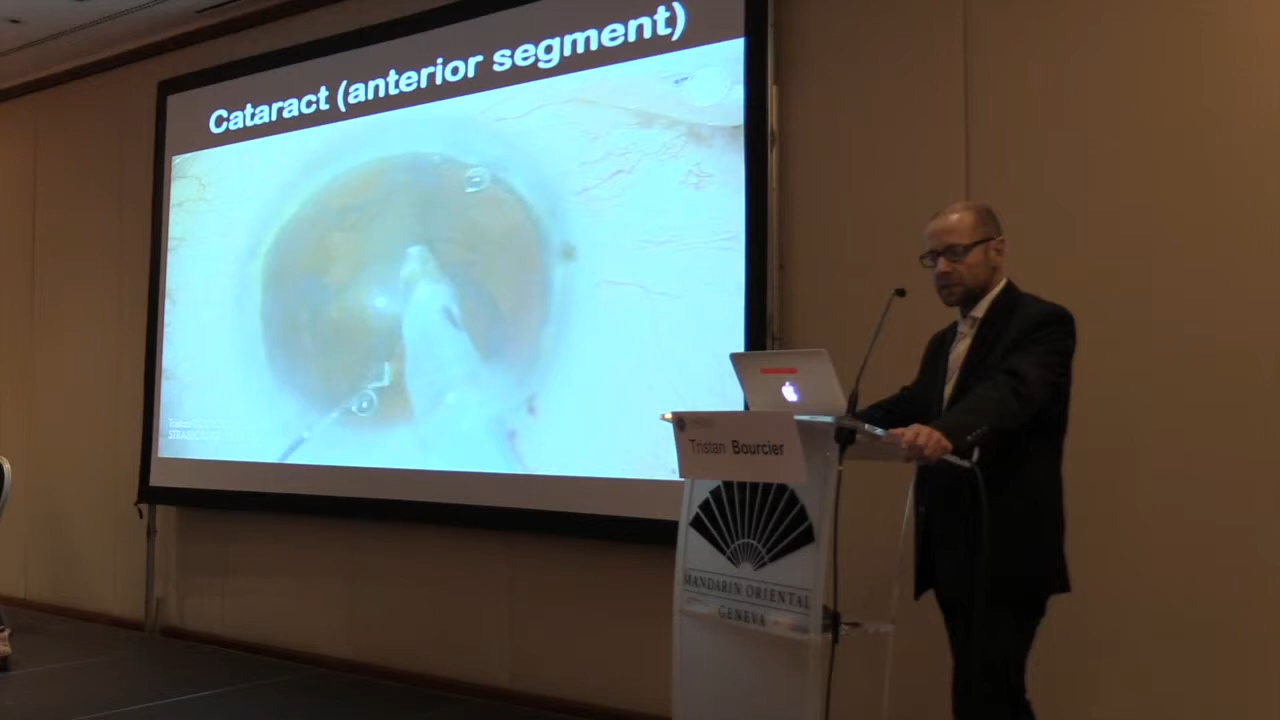 Cataract (anterior segment)
Tristan Bourcier
MANDARIN ORIENTAL
GENEVA